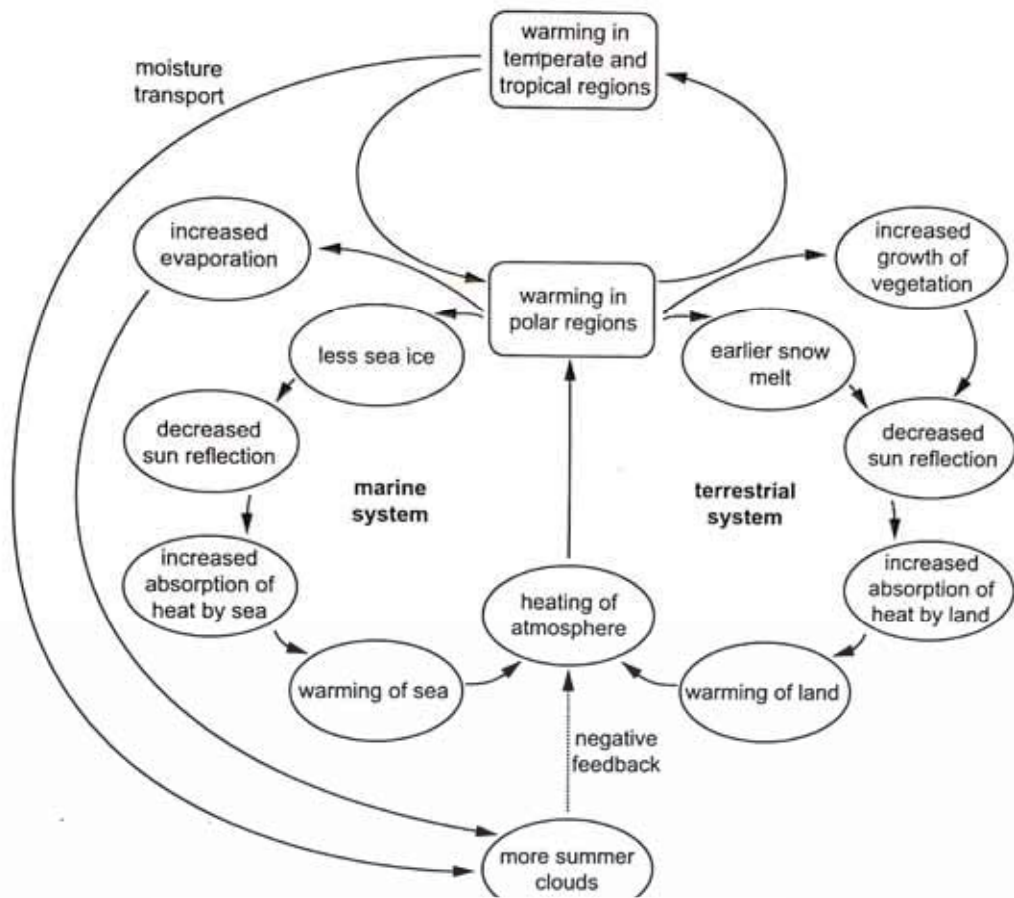 warming in
temperate and
tropical regions
moisture
transport
increased
evaporation
increased
growth of
vegetation
warming in
polar regions
less sea ice
earlier snow
melt
decreased
sun reflection
decreased
sun reflection
marine
system
terrestrial
system
increased
absorption of
heat by sea
heating of
atmosphere
increased
absorption of
heat by land
warming of sea
warming of land
negative
feedback
more summer
clouds